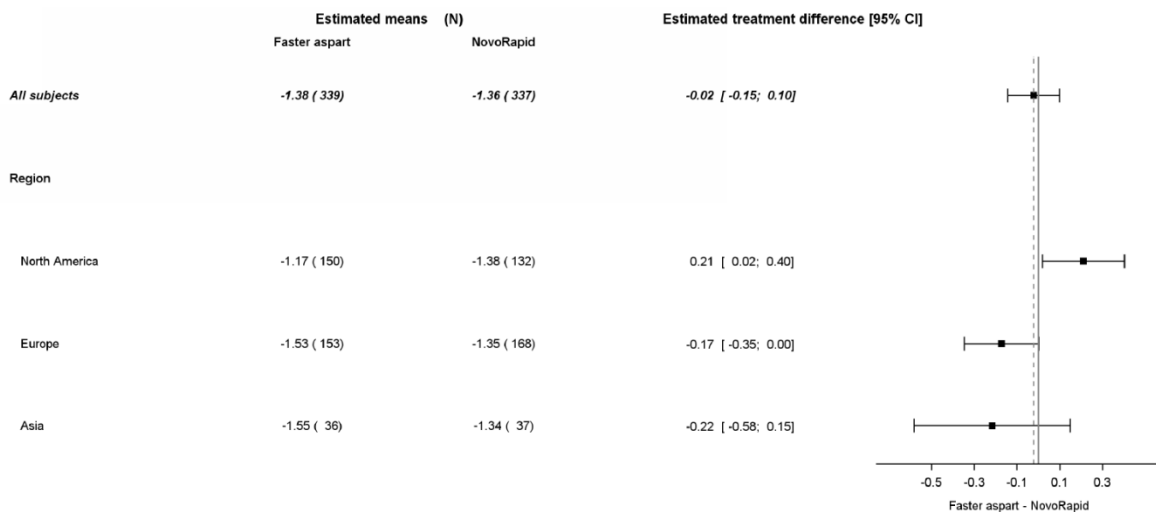 Estimated means (N) Estimated treatment difference [95% CI]
Faster aspart NovoRapid
All subjects -1.38 ( 339) -1.36 ( 337) -0.02 [ -0.15; 0.10]
Region
North America -1.17 ( 150) -1.38 ( 132) 0.21 [ 0.02; 0.40]
Europe -1.53 ( 153) -1.35 ( 168) -0.17 [ -0.35; 0.00]
Asia -1.55 ( 36) -1.34 ( 37) -0.22 [ -0.58; 0.15]
-0.5 -0.3 -0.1 0.1 0.3
Faster aspart - NovoRapid